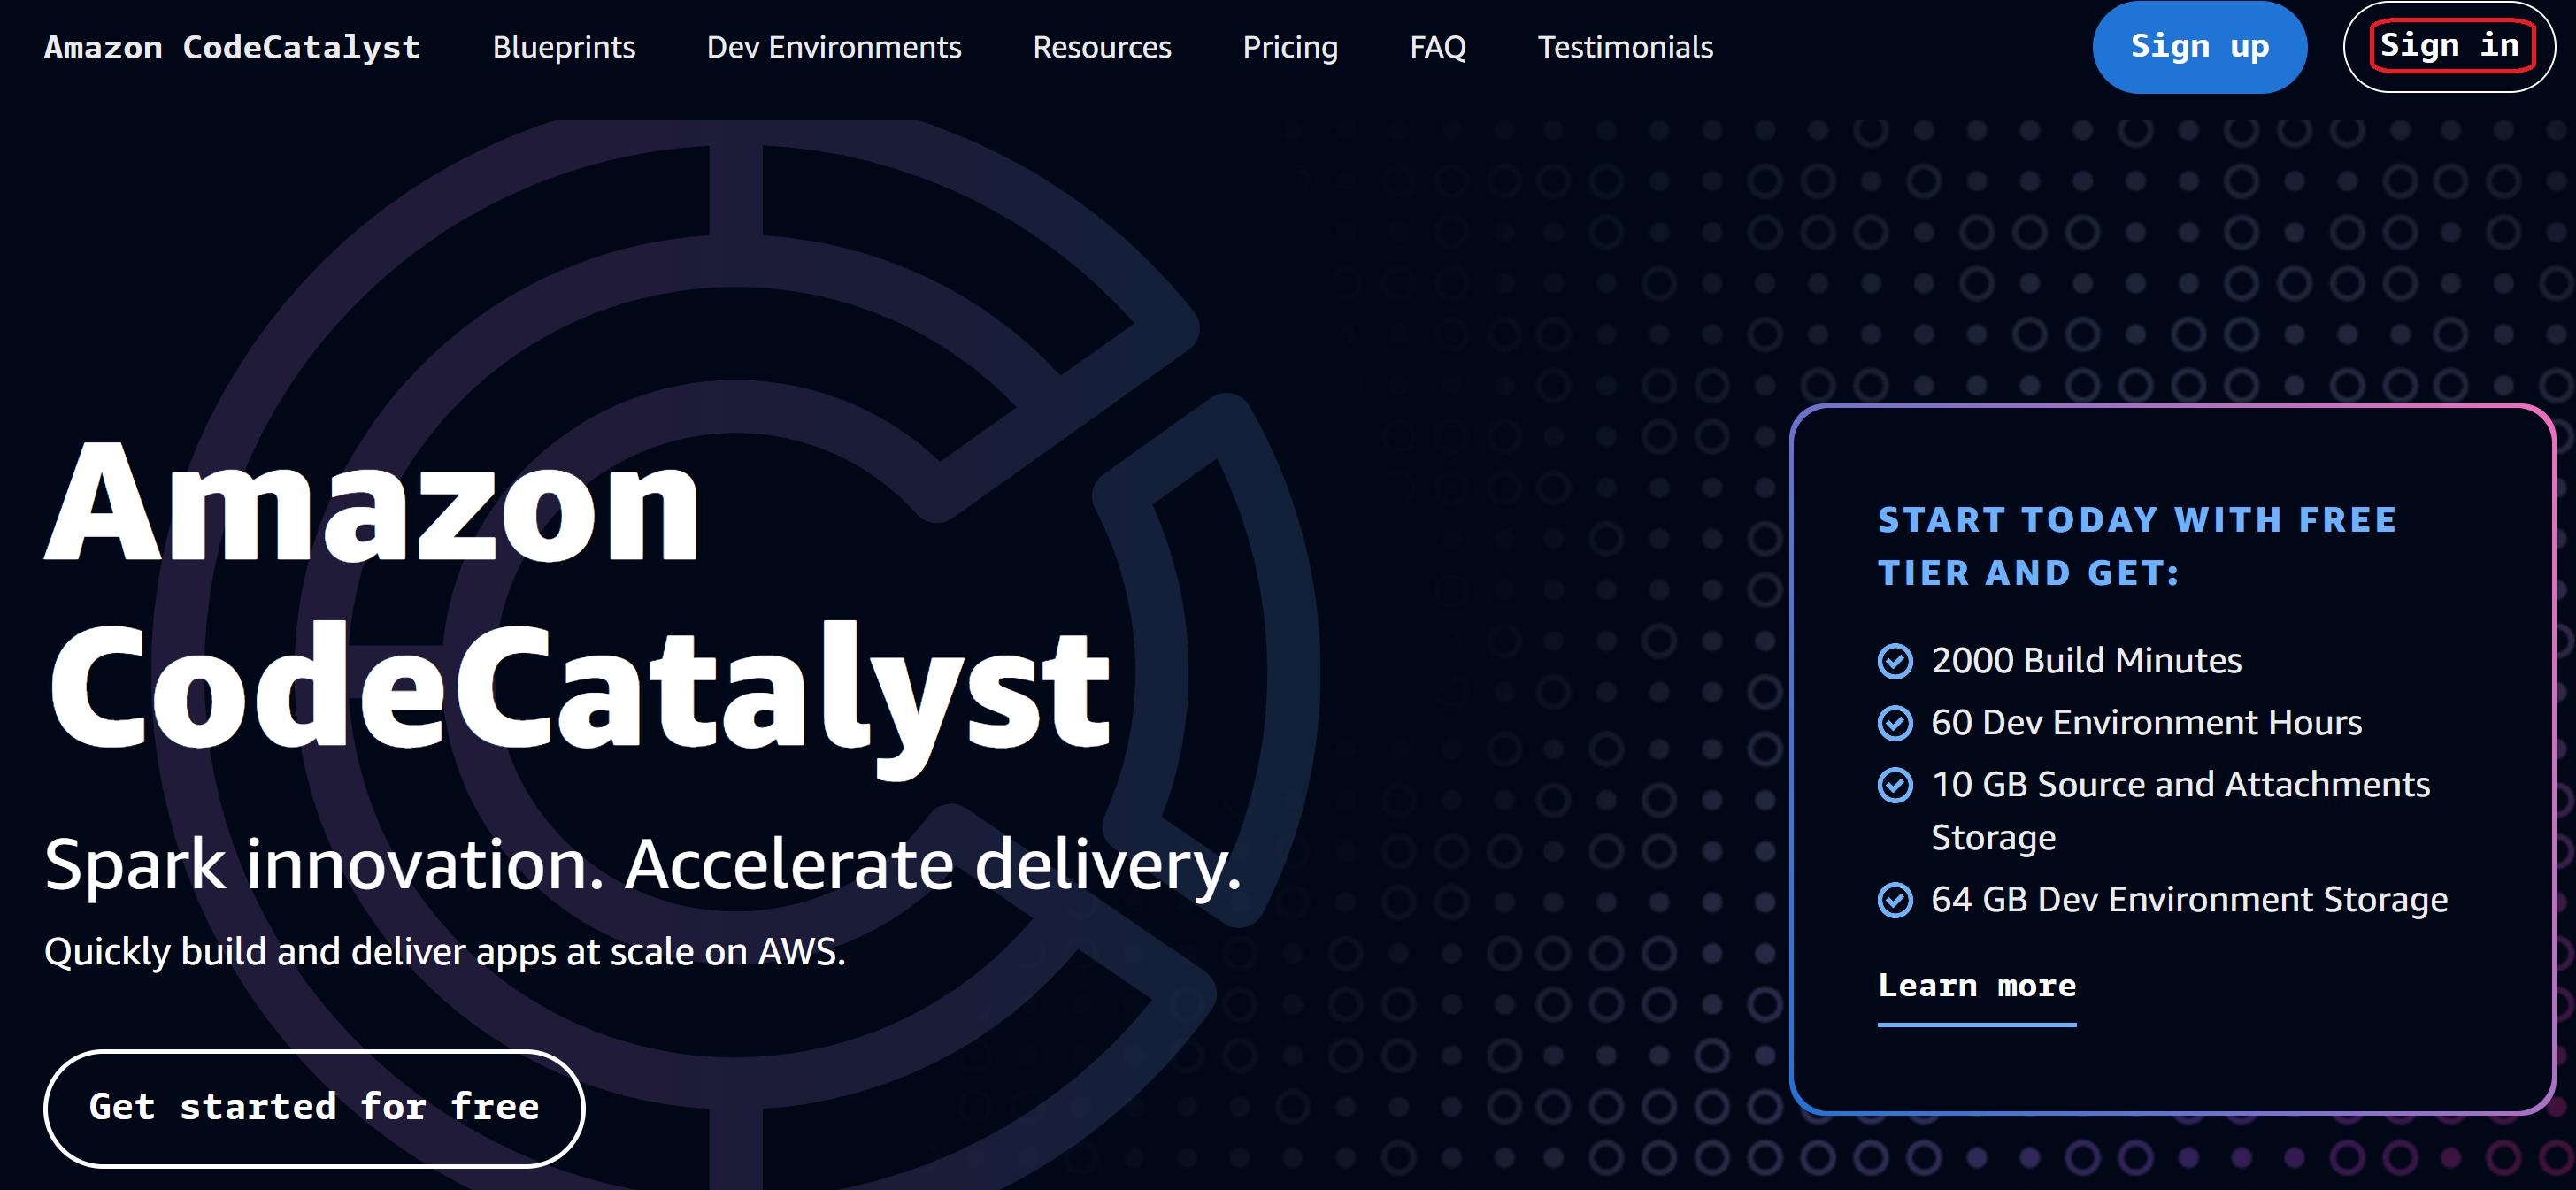 Amazon CodeCatalyst Blueprints Dev Environments Resources Pricing FAQ Testimonials Sign up Sign in
Amazon
CodeCatalyst
Spark innovation. Accelerate delivery.
Quickly build and deliver apps at scale on AWS.
Get started for free
START TODAY WITH FREE
TIER AND GET:
2000 Build Minutes
60 Dev Environment Hours
10 GB Source and Attachments
Storage
64 GB Dev Environment Storage
Learn more